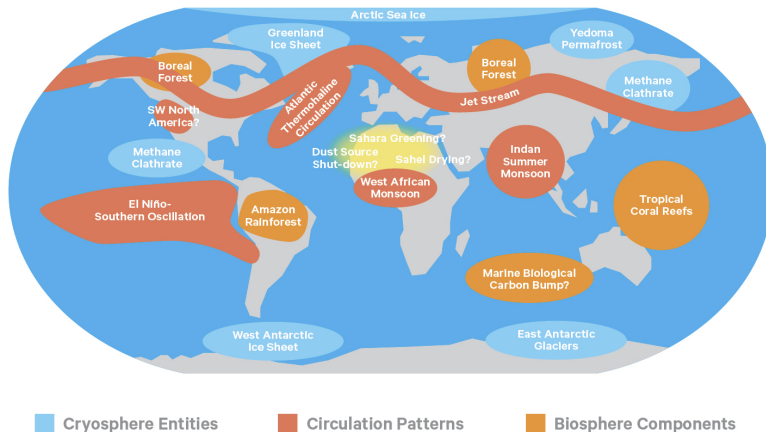 Arctic Sea Ice
Greenland
Ice Sheet
Yedoma
Permafrost
Boreal
Forest
Boreal
Forest
Methane
Clathrate
Atlantic
Thermohaline
Circulation
Jet Stream
SW North
America?
Methane
Clathrate
Sahara Greening?
Dust Source
Shut-down?
Sahel Drying?
Indan
Summer
Monsoon
West African
Monsoon
El Niño-
Southern Oscillation
Amazon
Rainforest
Tropical
Coral Reefs
Marine Biological
Carbon Bump?
West Antarctic
Ice Sheet
East Antarctic
Glaciers
Cryosphere Entities
Circulation Patterns
Biosphere Components